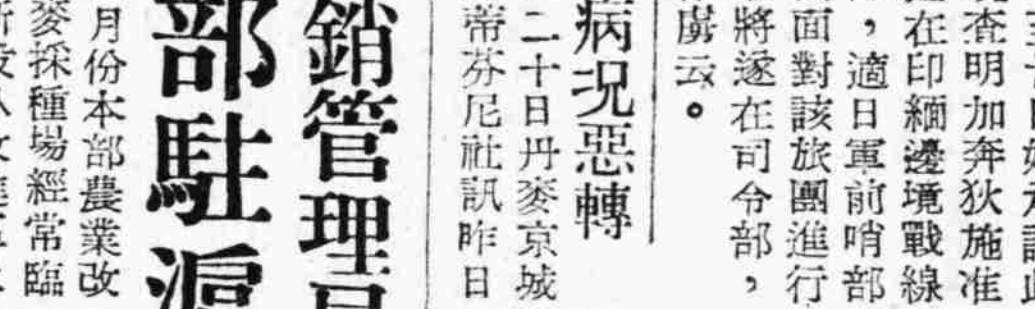 查明加奔狄施准
在印緬邊境戰線
，適日軍前哨部
面對該旅團進行
將遂在司令部，
虜云。
病況惡轉
二十日丹麥京城
蒂芬尼社訊昨日
銷管理
部駐滬
月份本部農業改
麥採種場經常臨